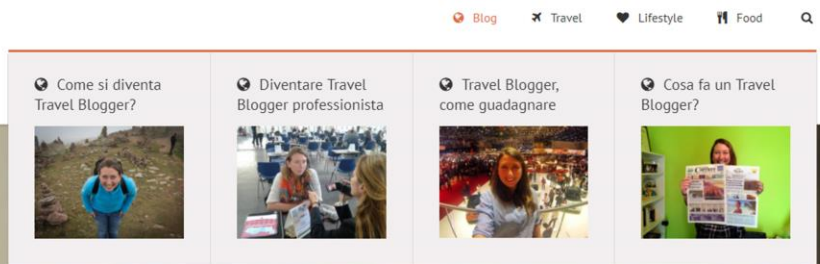 Blog Travel Lifestyle Food
Come si diventa
Travel Blogger?
Diventare Travel
Blogger professionista
Travel Blogger,
come guadagnare
Cosa fa un Travel
Blogger?